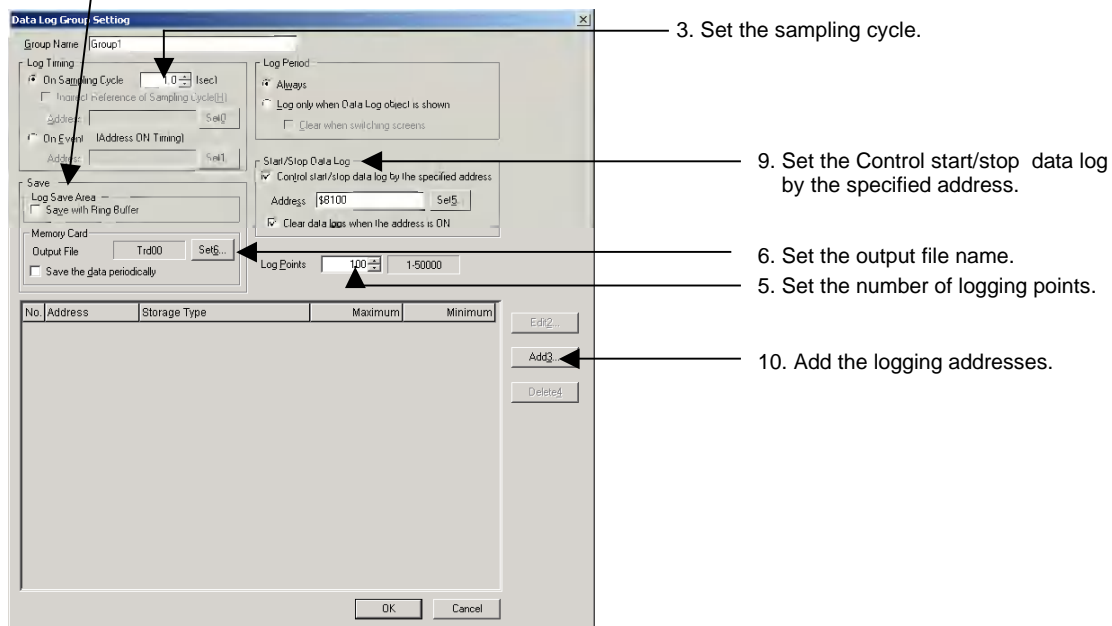 Data Log Group Setting
Group Name Group1
Log Timing
On Sampling Cycle 1.0 [sec]
Indirect Reference of Sampling Cycle(H)
Address Set0
On Event (Address ON Timing)
Address Set1
Log Period
Always
Log only when Data Log object is shown
Clear when switching screens
Start/Stop Data Log
Control start/stop data log by the specified address
Address $B100 Set5
Clear data logs when the address is ON
Save
Log Save Area
Save with Ring Buffer
Memory Card
Output File Trd00 Set6...
Save the data periodically
Log Points 100 1-50000
No. Address Storage Type Maximum Minimum
Edit2...
Add3...
Delete4
OK Cancel
3. Set the sampling cycle.
9. Set the Control start/stop data log
by the specified address.
6. Set the output file name.
5. Set the number of logging points.
10. Add the logging addresses.